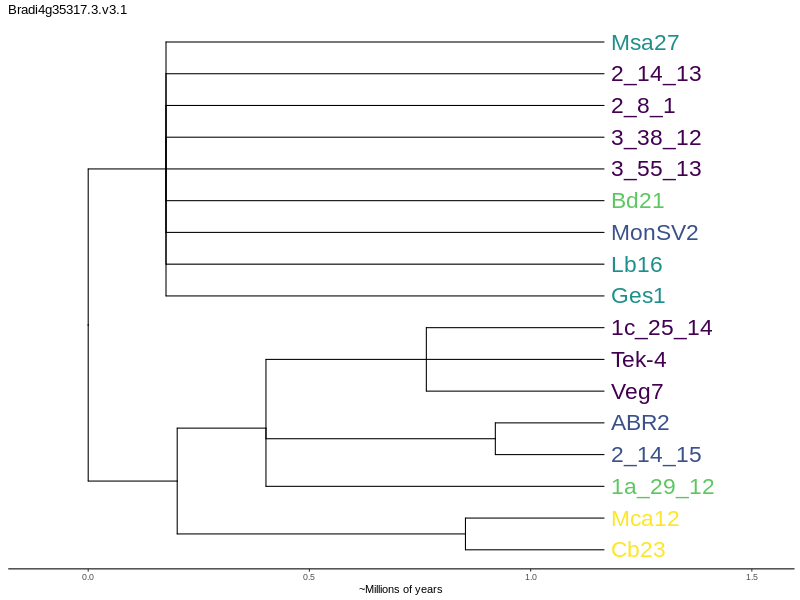 Bradi4g35317.3.v3.1
Msa27
2_14_13
2_8_1
3_38_12
3_55_13
Bd21
MonSV2
Lb16
Ges1
1c_25_14
Tek-4
Veg7
ABR2
2_14_15
1a_29_12
Mca12
Cb23
0.0 0.5 1.0 1.5
~Millions of years